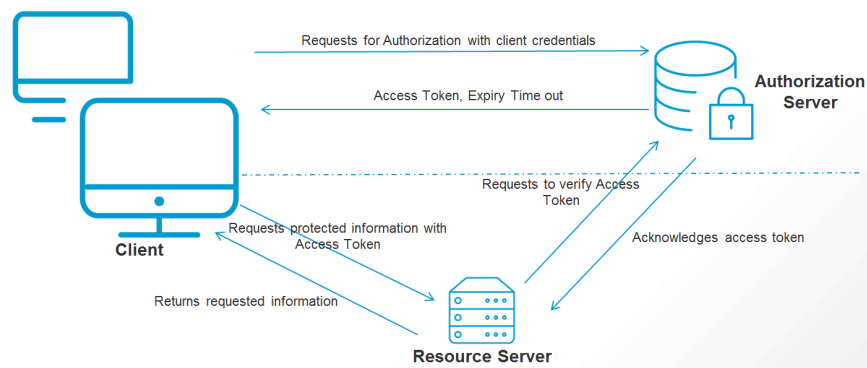 Requests for Authorization with client credentials
Access Token, Expiry Time out
Authorization
Server
Requests to verify Access
Token
Requests protected information with
Access Token
Acknowledges access token
Client
Returns requested information
Resource Server